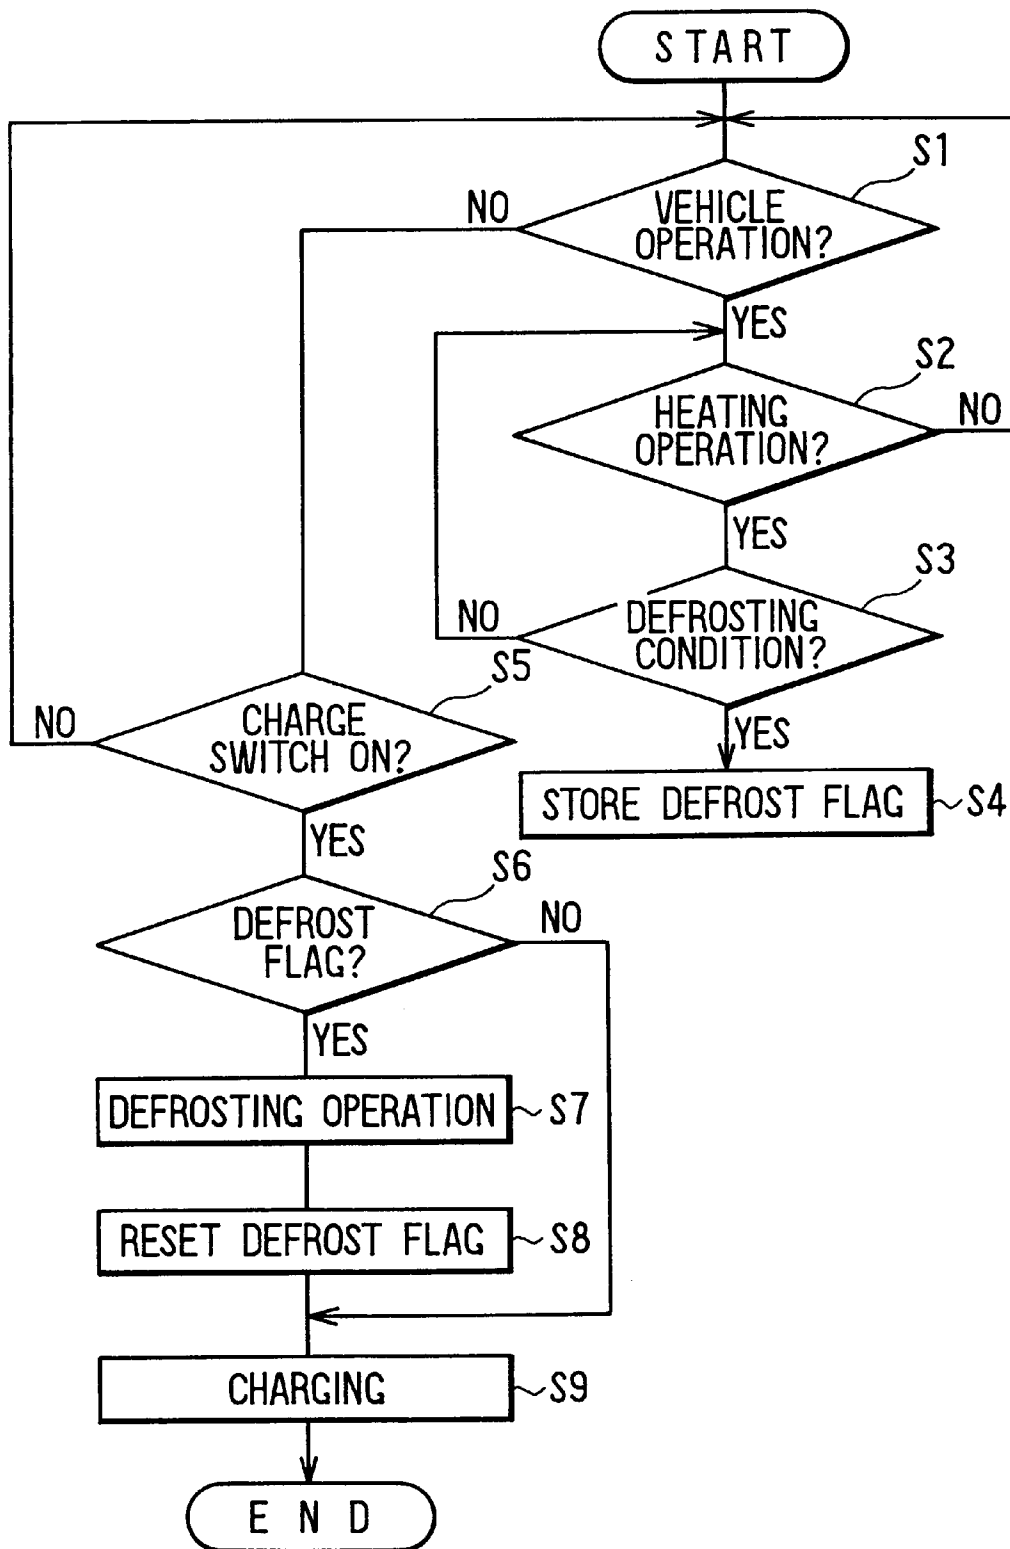 START
S1
NO
VEHICLE
OPERATION?
YES
S2
HEATING
OPERATION?
NO
YES
S3
NO
DEFROSTING
CONDITION?
YES
STORE DEFROST FLAG
S4
S5
NO
CHARGE
SWITCH ON?
YES
S6
DEFROST
FLAG?
NO
YES
DEFROSTING OPERATION
S7
RESET DEFROST FLAG
S8
CHARGING
S9
END